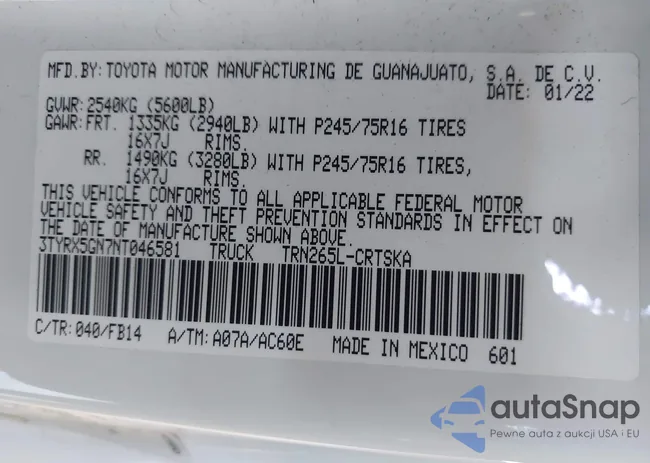 MFD.BY: TOYOTA MOTOR MANUFACTURING DE GUANAJUATO, S.A. DE C.V.
DATE: 01/22
GVWR: 2540KG (5600LB)
GAWR: FRT. 1335KG (2940LB) WITH P245/75R16 TIRES
16X7J RIMS.
RR. 1490KG (3280LB) WITH P245/75R16 TIRES,
16X7J RIMS.
THIS VEHICLE CONFORMS TO ALL APPLICABLE FEDERAL MOTOR
VEHICLE SAFETY AND THEFT PREVENTION STANDARDS IN EFFECT ON
THE DATE OF MANUFACTURE SHOWN ABOVE.
3TYRX5GN7NT046581 TRUCK TRN265L-CRTSKA
C/TR: 040/FB14 A/TM: A07A/AC60E MADE IN MEXICO 601
autaSnap
Pewne auta z aukcji USA i EU